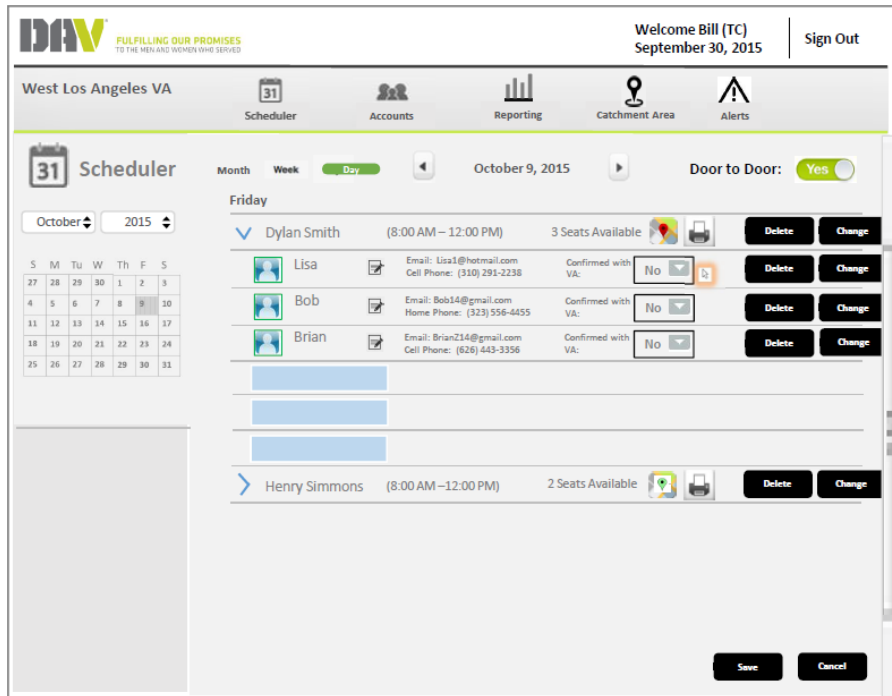 DAV FULFILLING OUR PROMISES
TO THE MEN AND WOMEN WHO SERVED
Welcome Bill (TC)
September 30, 2015
Sign Out
West Los Angeles VA
31
Scheduler
Accounts
Reporting
Catchment Area
Alerts
31 Scheduler
Month Week Day October 9, 2015 Door to Door: Yes
Friday
October 2015
S M Tu W Th F S
27 28 29 30 1 2 3
4 5 6 7 8 9 10
11 12 13 14 15 16 17
18 19 20 21 22 23 24
25 26 27 28 29 30 31
Dylan Smith (8:00 AM – 12:00 PM) 3 Seats Available Delete Change
Lisa Email: Lisa1@hotmail.com Confirmed with No Delete Change
Cell Phone: (310) 291-2238 VA:
Bob Email: Bob14@gmail.com Confirmed with No Delete Change
Home Phone: (323) 556-4455 VA:
Brian Email: BrianZ14@gmail.com Confirmed with No Delete Change
Cell Phone: (626) 443-3356 VA:
Henry Simmons (8:00 AM –12:00 PM) 2 Seats Available Delete Change
Save Cancel